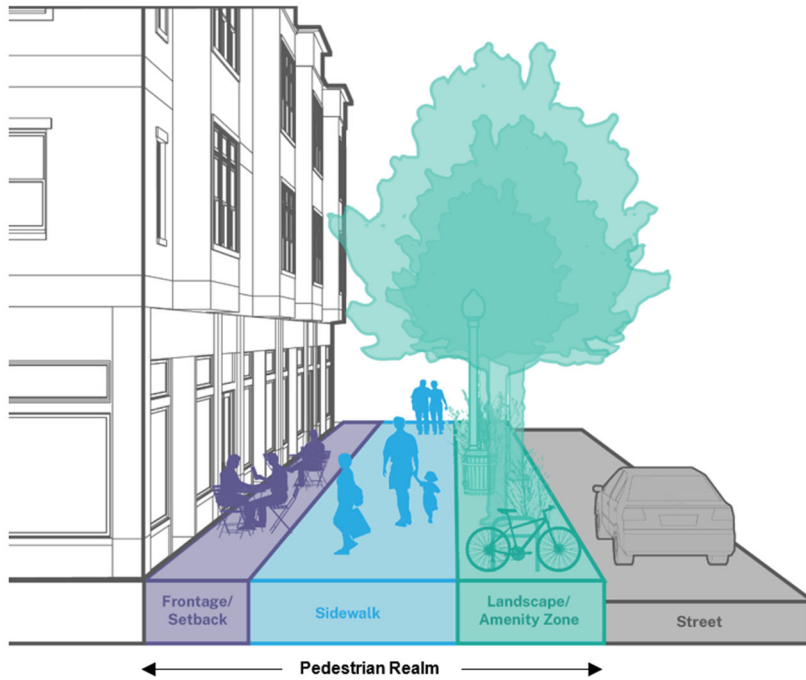 Frontage/
Setback
Sidewalk
Landscape/
Amenity Zone
Street
Pedestrian Realm